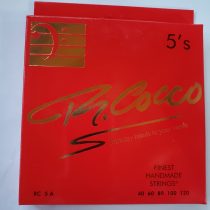 5's
R. Cocco
S
FINEST
HANDMADE
STRINGS
RC 5 A
40 60 80 100 120